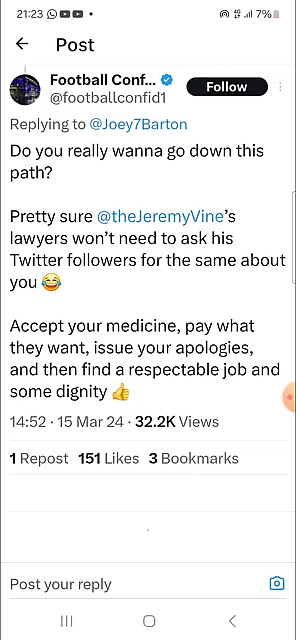 21:23
7%
Post
Football Conf...
@footballconfid1
Follow
Replying to @Joey7Barton
Do you really wanna go down this
path?
Pretty sure @theJeremyVine's
lawyers won't need to ask his
Twitter followers for the same about
you 😂
Accept your medicine, pay what
they want, issue your apologies,
and then find a respectable job and
some dignity 👍
14:52 · 15 Mar 24 · 32.2K Views
1 Repost 151 Likes 3 Bookmarks
Post your reply